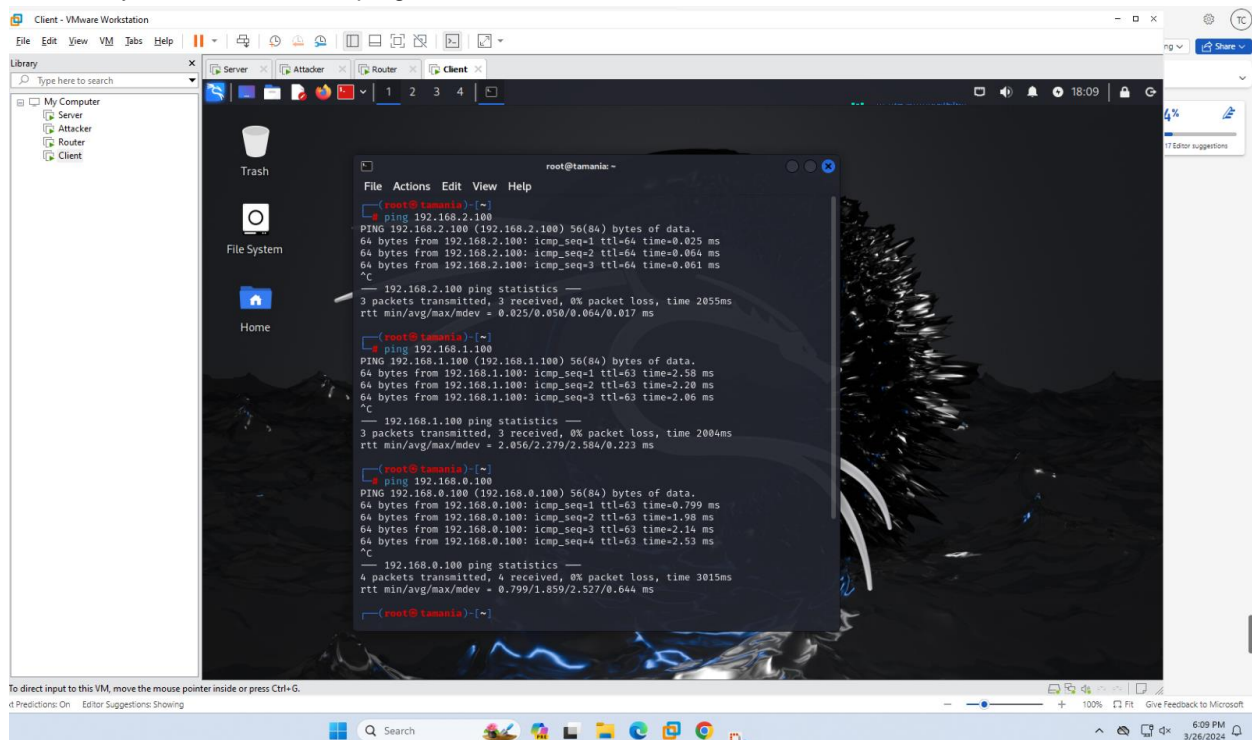 Client - VMware Workstation
TC
File Edit View VM Tabs Help
Share
Library
Type here to search
My Computer
Server
Attacker
Router
Client
Server Attacker Router Client
1 2 3 4
18:09
4%
17 Editor suggestions
Trash
File System
Home
root@tamania: ~
File Actions Edit View Help
(root@tamania)-[~]
# ping 192.168.2.100
PING 192.168.2.100 (192.168.2.100) 56(84) bytes of data.
64 bytes from 192.168.2.100: icmp_seq=1 ttl=64 time=0.025 ms
64 bytes from 192.168.2.100: icmp_seq=2 ttl=64 time=0.064 ms
64 bytes from 192.168.2.100: icmp_seq=3 ttl=64 time=0.061 ms
^C
— 192.168.2.100 ping statistics —
3 packets transmitted, 3 received, 0% packet loss, time 2055ms
rtt min/avg/max/mdev = 0.025/0.050/0.064/0.017 ms
(root@tamania)-[~]
# ping 192.168.1.100
PING 192.168.1.100 (192.168.1.100) 56(84) bytes of data.
64 bytes from 192.168.1.100: icmp_seq=1 ttl=63 time=2.58 ms
64 bytes from 192.168.1.100: icmp_seq=2 ttl=63 time=2.20 ms
64 bytes from 192.168.1.100: icmp_seq=3 ttl=63 time=2.06 ms
^C
— 192.168.1.100 ping statistics —
3 packets transmitted, 3 received, 0% packet loss, time 2004ms
rtt min/avg/max/mdev = 2.056/2.279/2.584/0.223 ms
(root@tamania)-[~]
# ping 192.168.0.100
PING 192.168.0.100 (192.168.0.100) 56(84) bytes of data.
64 bytes from 192.168.0.100: icmp_seq=1 ttl=63 time=0.799 ms
64 bytes from 192.168.0.100: icmp_seq=2 ttl=63 time=1.98 ms
64 bytes from 192.168.0.100: icmp_seq=3 ttl=63 time=2.14 ms
64 bytes from 192.168.0.100: icmp_seq=4 ttl=63 time=2.53 ms
^C
— 192.168.0.100 ping statistics —
4 packets transmitted, 4 received, 0% packet loss, time 3015ms
rtt min/avg/max/mdev = 0.799/1.859/2.527/0.644 ms
(root@tamania)-[~]
To direct input to this VM, move the mouse pointer inside or press Ctrl+G.
Predictions: On Editor Suggestions: Showing
100% Fit Give Feedback to Microsoft
Search
6:09 PM
3/26/2024